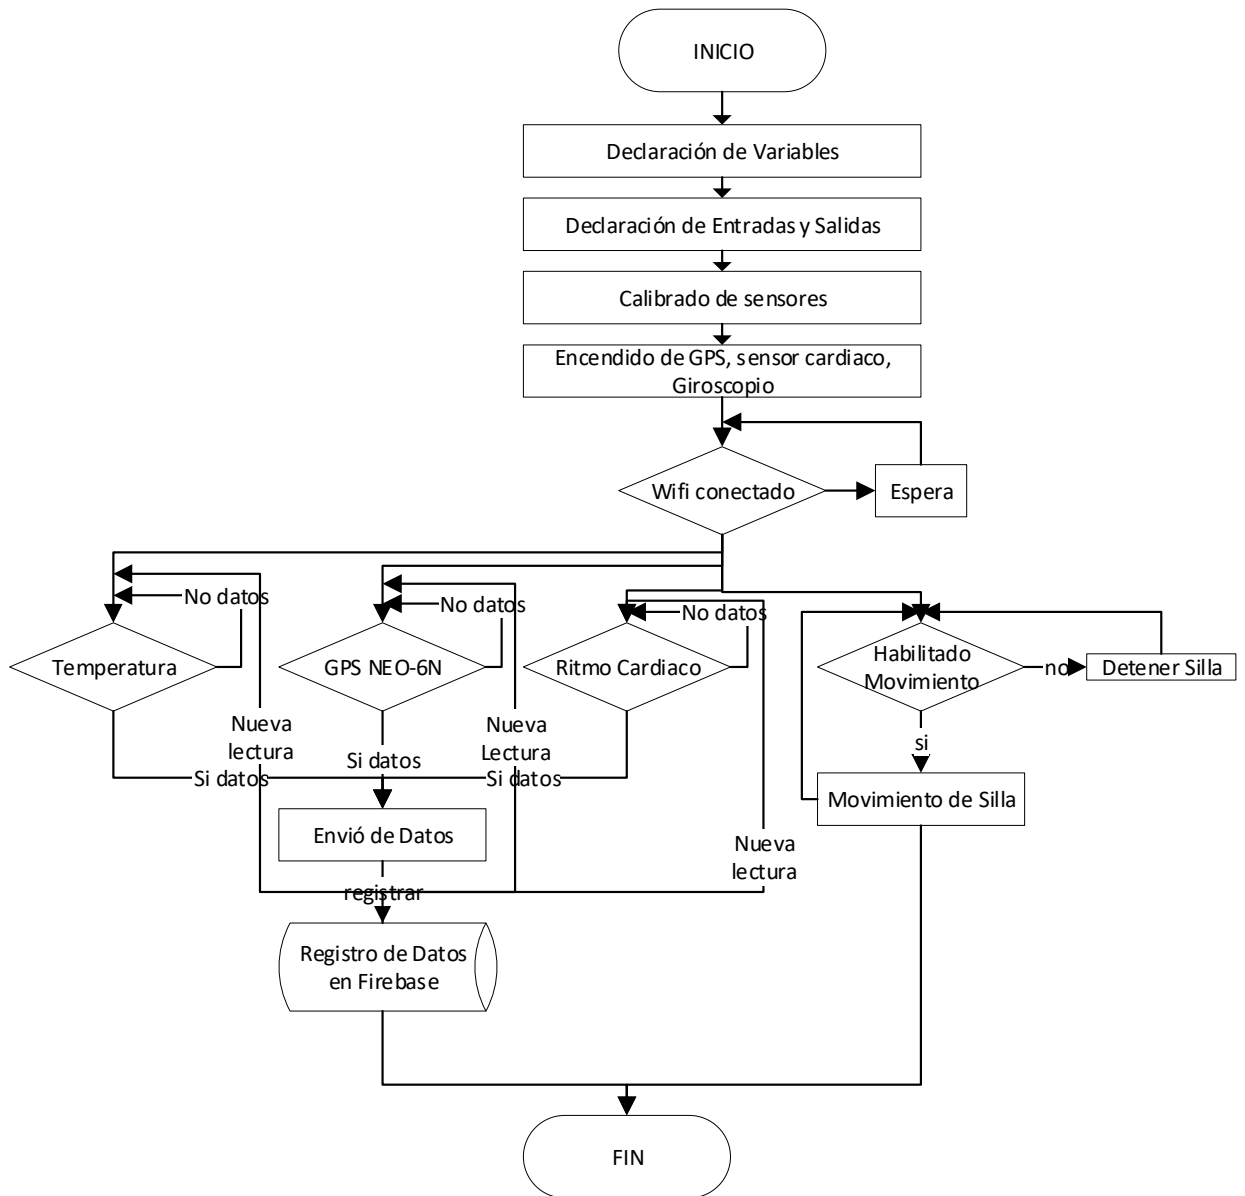 INICIO
Declaración de Variables
Declaración de Entradas y Salidas
Calibrado de sensores
Encendido de GPS, sensor cardiaco,
Giroscopio
Wifi conectado
Espera
No datos
No datos
No datos
Temperatura
GPS NEO-6N
Ritmo Cardiaco
Habilitado
Movimiento
no
Detener Silla
Nueva
lectura
Nueva
Lectura
si
Si datos
Si datos
Si datos
Movimiento de Silla
Envió de Datos
Nueva
lectura
registrar
Registro de Datos
en Firebase
FIN